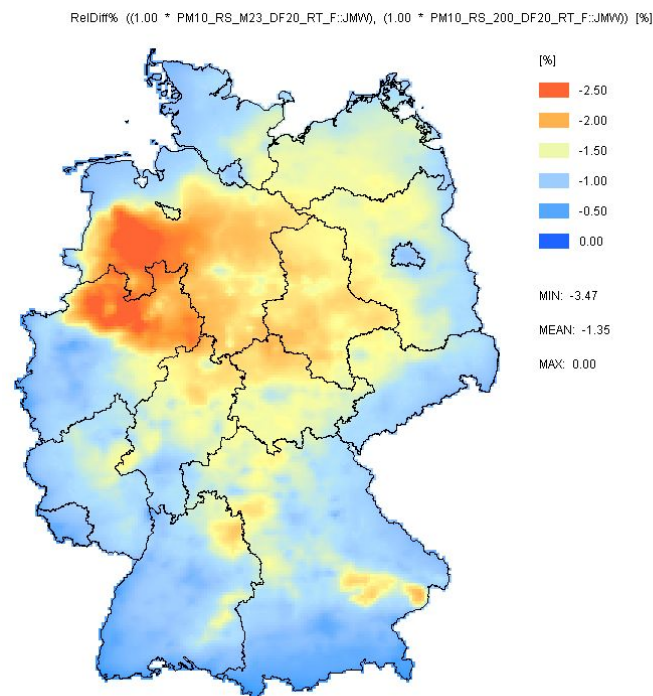 RelDiff% ((1.00 * PM10_RS_M23_DF20_RT_F::JMW), (1.00 * PM10_RS_200_DF20_RT_F::JMW)) [%]
[%]
-2.50
-2.00
-1.50
-1.00
-0.50
0.00
MIN: -3.47
MEAN: -1.35
MAX: 0.00